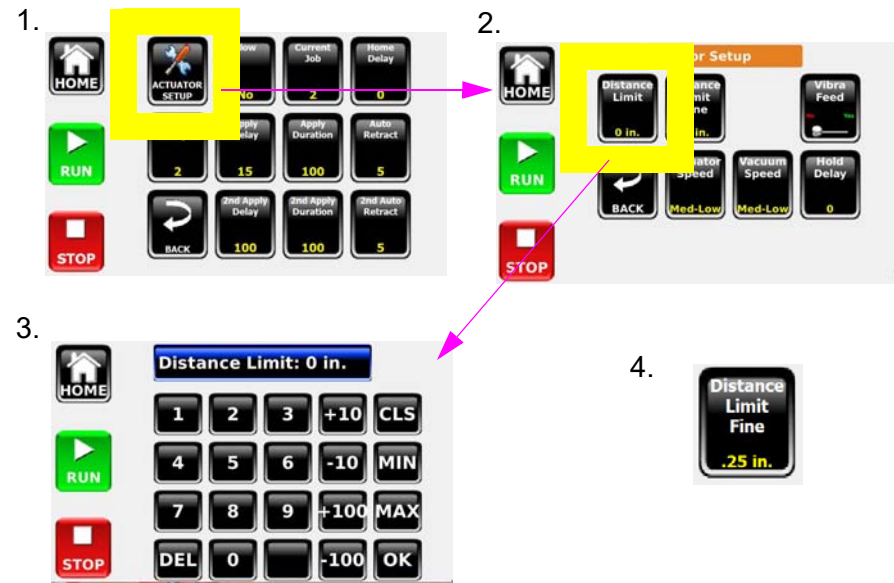 1.
HOME
RUN
STOP
ACTUATOR
SETUP
No
Current
Job
2
Home
Delay
0
2
15
Apply
Duration
100
Auto
Retract
5
BACK
2nd Apply
Delay
100
2nd Apply
Duration
100
2nd Auto
Retract
5
2.
HOME
RUN
STOP
Setup
Distance
Limit
0 in.
in.
Vibra
Feed
No
Yes
BACK
Speed
Med-Low
Vacuum
Speed
Med-Low
Hold
Delay
0
3.
HOME
RUN
STOP
Distance Limit: 0 in.
1 2 3 +10 CLS
4 5 6 -10 MIN
7 8 9 +100 MAX
DEL 0 -100 OK
4.
Distance
Limit
Fine
.25 in.